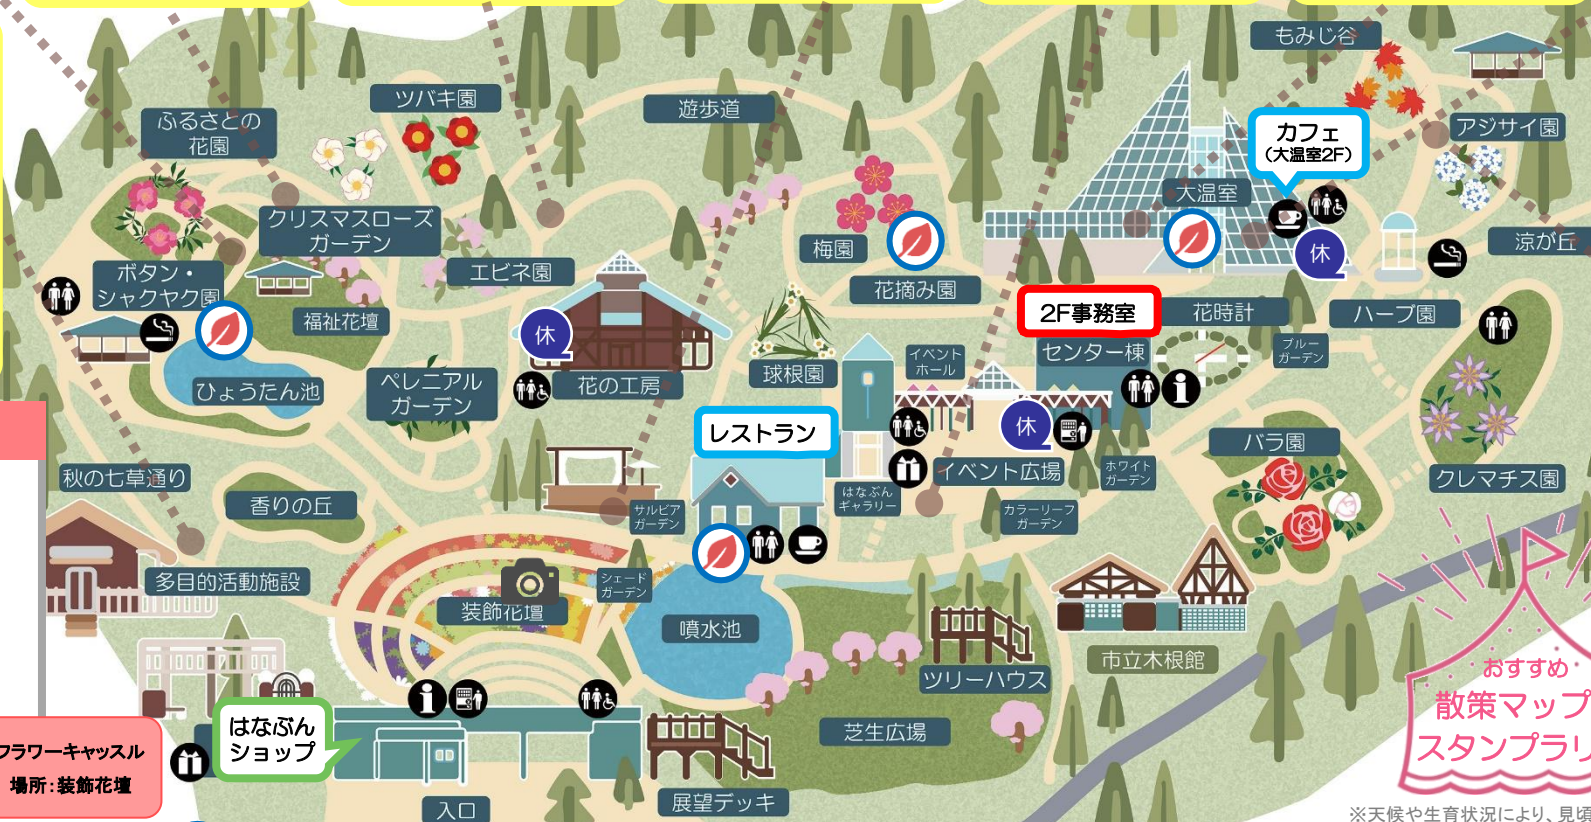 もみじ谷
ツバキ園
遊歩道
ふるさとの
花園
カフェ
(大温室2F)
アジサイ園
大温室
クリスマスローズ
ガーデン
梅園
涼が丘
ボタン・
シャクヤク園
エビネ園
花摘み園
休
福祉花壇
2F事務室
花時計
ハーブ園
休
センター棟
ブルー
ガーデン
イベント
ホール
球根園
花の工房
ひょうたん池
ペレニアル
ガーデン
レストラン
休
バラ園
イベント広場
ホワイト
ガーデン
クレマチス園
秋の七草通り
香りの丘
はなぶん
ギャラリー
サルビア
ガーデン
カラーリーフ
ガーデン
多目的活動施設
シェード
ガーデン
装飾花壇
噴水池
市立木根館
ツリーハウス
おすすめ
散策マップ
スタンプラリ
はなぶん
ショップ
芝生広場
フラワーキャッスル
場所:装飾花壇
展望デッキ
入口
※天候や生育状況により、見頃